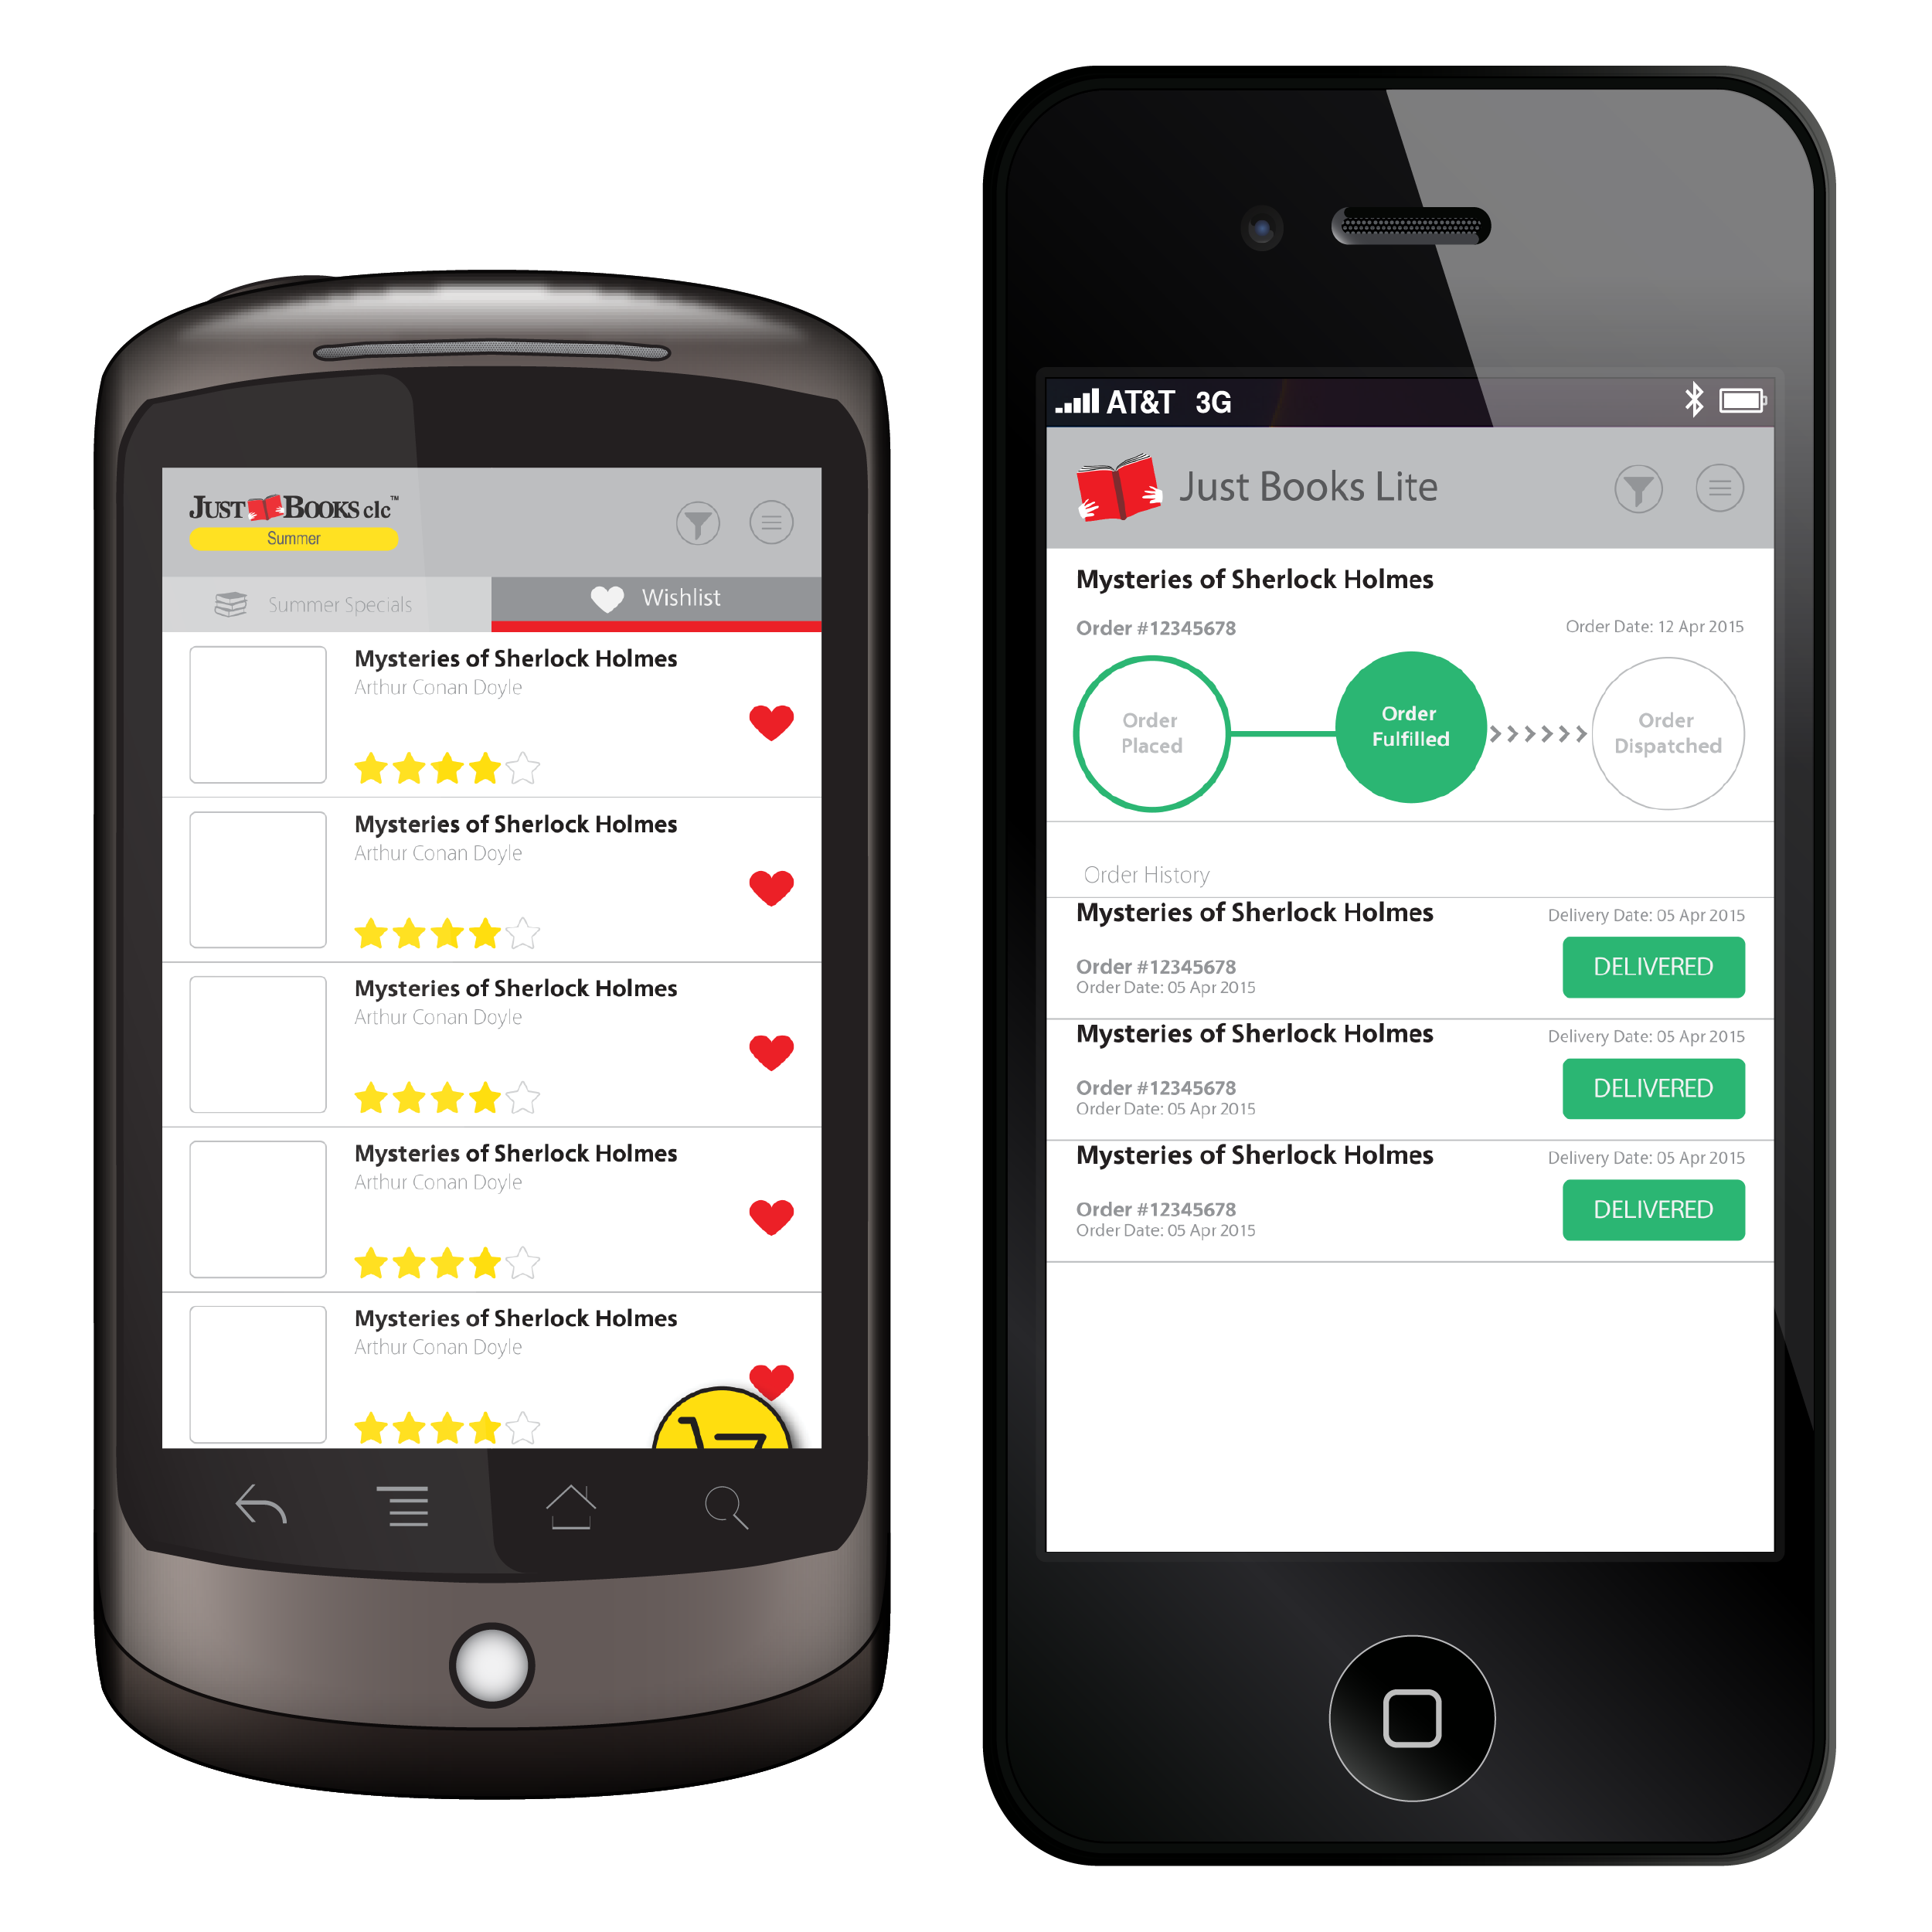 JUST BOOKS clc™
Summer
Summer Specials
Wishlist
Mysteries of Sherlock Holmes
Arthur Conan Doyle
Mysteries of Sherlock Holmes
Arthur Conan Doyle
Mysteries of Sherlock Holmes
Arthur Conan Doyle
Mysteries of Sherlock Holmes
Arthur Conan Doyle
Mysteries of Sherlock Holmes
Arthur Conan Doyle
AT&T 3G
Just Books Lite
Mysteries of Sherlock Holmes
Order #12345678
Order Date: 12 Apr 2015
Order
Placed
Order
Fulfilled
Order
Dispatched
Order History
Mysteries of Sherlock Holmes
Delivery Date: 05 Apr 2015
Order #12345678
Order Date: 05 Apr 2015
DELIVERED
Mysteries of Sherlock Holmes
Delivery Date: 05 Apr 2015
Order #12345678
Order Date: 05 Apr 2015
DELIVERED
Mysteries of Sherlock Holmes
Delivery Date: 05 Apr 2015
Order #12345678
Order Date: 05 Apr 2015
DELIVERED